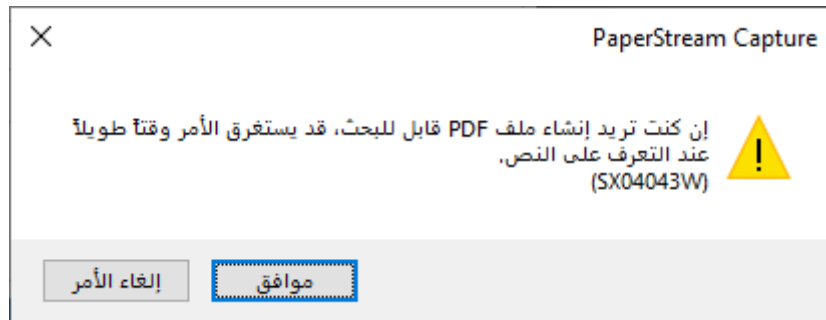 PaperStream Capture
إن كنت تريد إنشاء ملف PDF قابل للبحث، قد يستغرق الأمر وقتاً طويلاً
عند التعرف على النص.
(SX04043W)
موافق
إلغاء الأمر